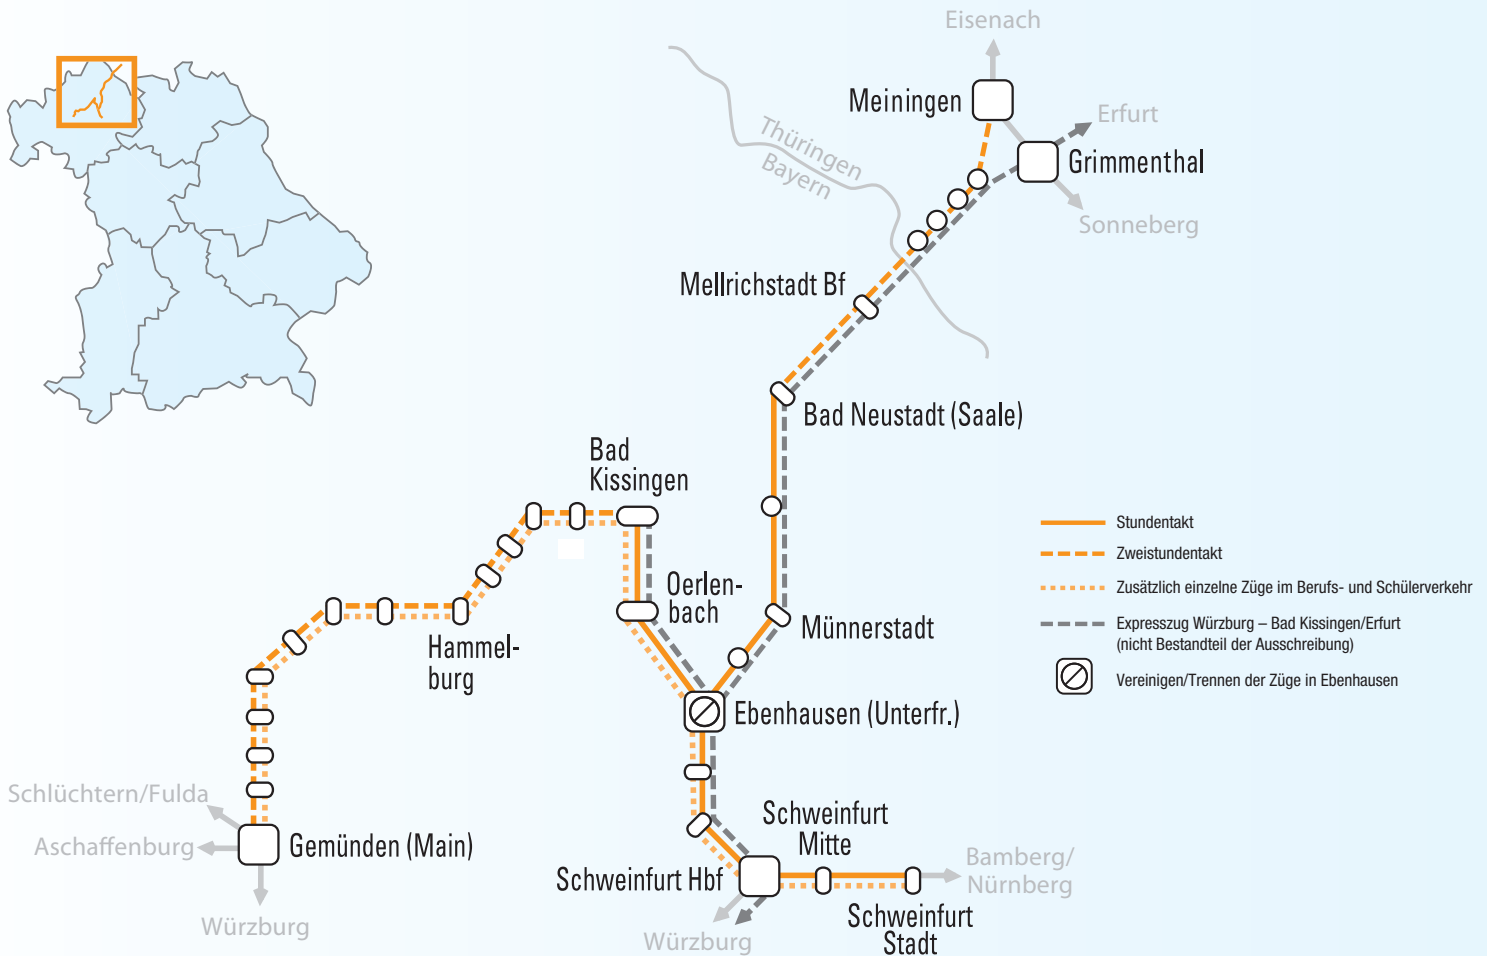 Eisenach
Meiningen
Erfurt
Grimmenthal
Thüringen
Bayern
Sonneberg
Mellrichstadt Bf
Bad Neustadt (Saale)
Bad
Kissingen
Oerlen-
bach
Münnerstadt
Hammel-
burg
Ebenhausen (Unterfr.)
Schlüchtern/Fulda
Aschaffenburg
Gemünden (Main)
Würzburg
Schweinfurt
Mitte
Schweinfurt Hbf
Bamberg/
Nürnberg
Schweinfurt
Stadt
Würzburg
Stundentakt
Zweistundentakt
Zusätzlich einzelne Züge im Berufs- und Schülerverkehr
Expresszug Würzburg – Bad Kissingen/Erfurt
(nicht Bestandteil der Ausschreibung)
Vereinigen/Trennen der Züge in Ebenhausen